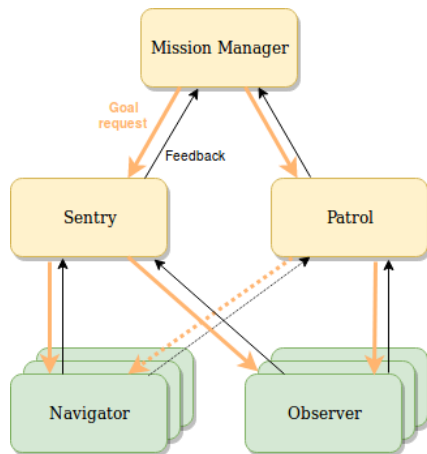 Mission Manager
Goal
request
Feedback
Sentry
Patrol
Navigator
Observer